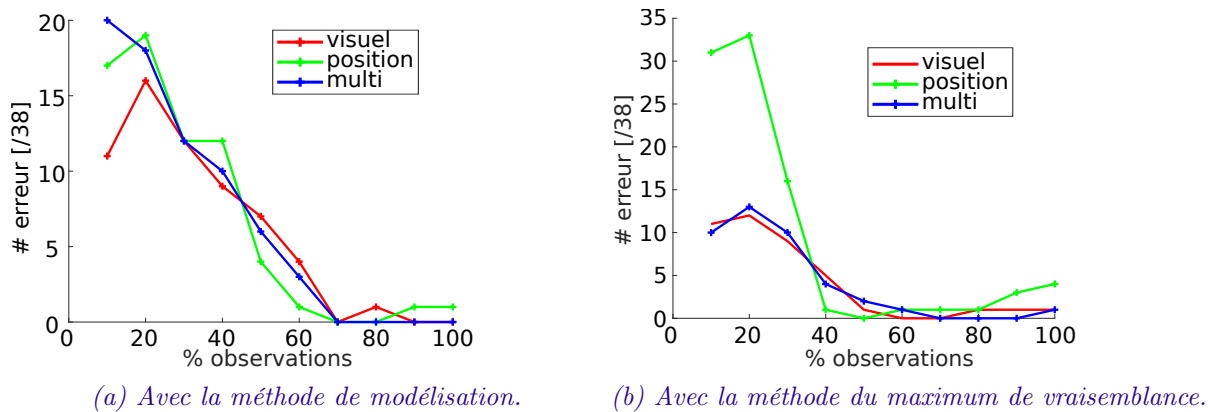 20
15
10
5
0
# erreur [/38]
visuel
position
multi
0 20 40 60 80 100
% observations
(a) Avec la méthode de modélisation.
35
30
25
20
15
10
5
0
# erreur [/38]
visuel
position
multi
0 20 40 60 80 100
% observations
(b) Avec la méthode du maximum de vraisemblance.